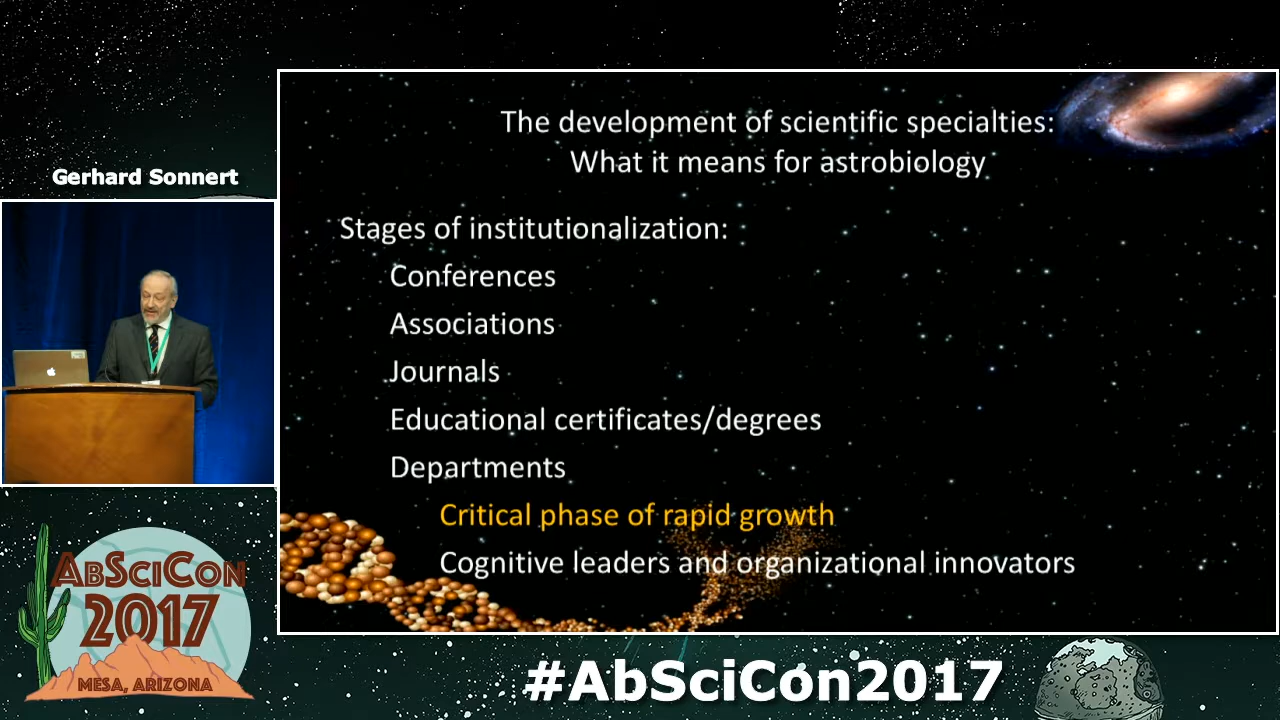 Gerhard Sonnert
The development of scientific specialties:
What it means for astrobiology
Stages of institutionalization:
Conferences
Associations
Journals
Educational certificates/degrees
Departments
Critical phase of rapid growth
Cognitive leaders and organizational innovators
ABSCICON
2017
MESA, ARIZONA
#AbSciCon2017